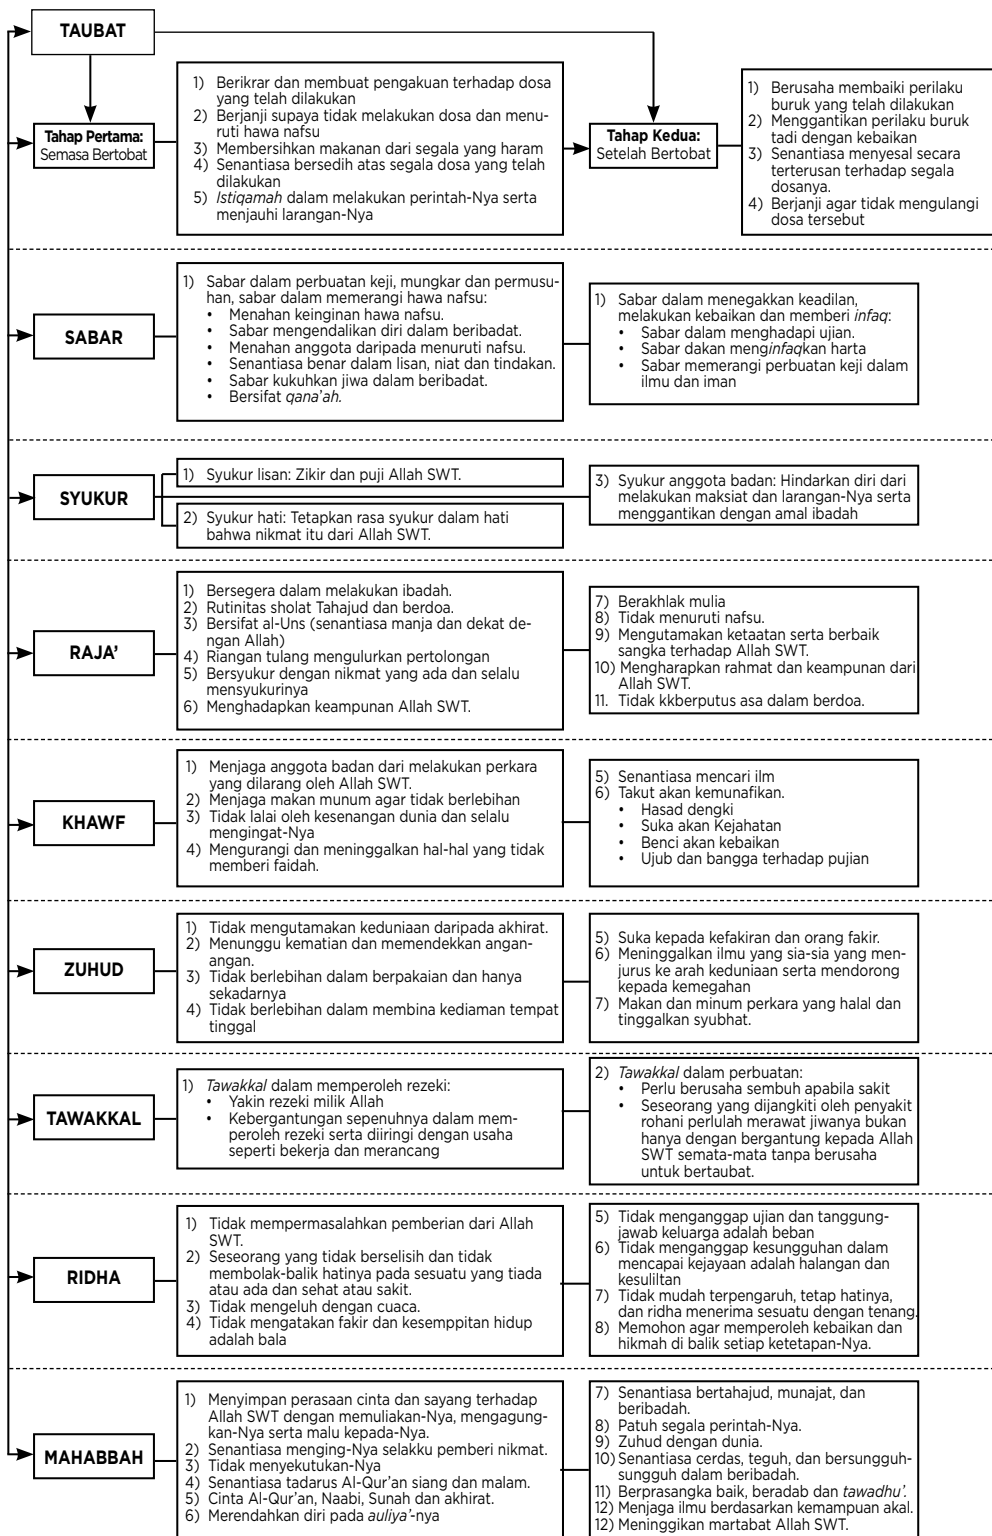 TAUBAT
Tahap Pertama:
Semasa Bertobat
1) Berikrar dan membuat pengakuan terhadap dosa
yang telah dilakukan
2) Berjanji supaya tidak melakukan dosa dan menu-
ruti hawa nafsu
3) Membersihkan makanan dari segala yang haram
4) Senantiasa bersedih atas segala dosa yang telah
dilakukan
5) Istiqamah dalam melakukan perintah-Nya serta
menjauhi larangan-Nya
Tahap Kedua:
Setelah Bertobat
1) Berusaha membaiki perilaku
buruk yang telah dilakukan
2) Menggantikan perilaku buruk
tadi dengan kebaikan
3) Senantiasa menyesal secara
terterusan terhadap segala
dosanya.
4) Berjanji agar tidak mengulangi
dosa tersebut
SABAR
1) Sabar dalam perbuatan keji, mungkar dan permusu-
han, sabar dalam memerangi hawa nafsu:
• Menahan keinginan hawa nafsu.
• Sabar mengendalikan diri dalam beribadat.
• Menahan anggota daripada menuruti nafsu.
• Senantiasa benar dalam lisan, niat dan tindakan.
• Sabar kukuhkan jiwa dalam beribadat.
• Bersifat qana'ah.
1) Sabar dalam menegakkan keadilan,
melakukan kebaikan dan memberi infaq:
• Sabar dalam menghadapi ujian.
• Sabar dakan menginfaqkan harta
• Sabar memerangi perbuatan keji dalam
ilmu dan iman
SYUKUR
1) Syukur lisan: Zikir dan puji Allah SWT.
2) Syukur hati: Tetapkan rasa syukur dalam hati
bahwa nikmat itu dari Allah SWT.
3) Syukur anggota badan: Hindarkan diri dari
melakukan maksiat dan larangan-Nya serta
menggantikan dengan amal ibadah
RAJA'
1) Bersegera dalam melakukan ibadah.
2) Rutinitas sholat Tahajud dan berdoa.
3) Bersifat al-Uns (senantiasa manja dan dekat de-
ngan Allah)
4) Riangan tulang mengulurkan pertolongan
5) Bersyukur dengan nikmat yang ada dan selalu
mensyukurinya
6) Menghadapkan keampunan Allah SWT.
7) Berakhlak mulia
8) Tidak menuruti nafsu.
9) Mengutamakan ketaatan serta berbaik
sangka terhadap Allah SWT.
10) Mengharapkan rahmat dan keampunan dari
Allah SWT.
11. Tidak kkberputus asa dalam berdoa.
KHAWF
1) Menjaga anggota badan dari melakukan perkara
yang dilarang oleh Allah SWT.
2) Menjaga makan munum agar tidak berlebihan
3) Tidak lalai oleh kesenangan dunia dan selalu
mengingat-Nya
4) Mengurangi dan meninggalkan hal-hal yang tidak
memberi faidah.
5) Senantiasa mencari ilm
6) Takut akan kemunafikan.
• Hasad dengki
• Suka akan Kejahatan
• Benci akan kebaikan
• Ujub dan bangga terhadap pujian
ZUHUD
1) Tidak mengutamakan keduniaan daripada akhirat.
2) Menunggu kematian dan memendekkan angan-
angan.
3) Tidak berlebihan dalam berpakaian dan hanya
sekadarnya
4) Tidak berlebihan dalam membina kediaman tempat
tinggal
5) Suka kepada kefakiran dan orang fakir.
6) Meninggalkan ilmu yang sia-sia yang men-
jurus ke arah keduniaan serta mendorong
kepada kemegahan
7) Makan dan minum perkara yang halal dan
tinggalkan syubhat.
TAWAKKAL
1) Tawakkal dalam memperoleh rezeki:
• Yakin rezeki milik Allah
• Kebergantungan sepenuhnya dalam mem-
peroleh rezeki serta diiringi dengan usaha
seperti bekerja dan merancang
2) Tawakkal dalam perbuatan:
• Perlu berusaha sembuh apabila sakit
• Seseorang yang dijangkiti oleh penyakit
rohani perlulah merawat jiwanya bukan
hanya dengan bergantung kepada Allah
SWT semata-mata tanpa berusaha
untuk bertaubat.
RIDHA
1) Tidak mempermasalahkan pemberian dari Allah
SWT.
2) Seseorang yang tidak berselisih dan tidak
membolak-balik hatinya pada sesuatu yang tiada
atau ada dan sehat atau sakit.
3) Tidak mengeluh dengan cuaca.
4) Tidak mengatakan fakir dan kesemppitan hidup
adalah bala
5) Tidak menganggap ujian dan tanggung-
jawab keluarga adalah beban
6) Tidak menganggap kesungguhan dalam
mencapai kejayaan adalah halangan dan
kesuliltan
7) Tidak mudah terpengaruh, tetap hatinya,
dan ridha menerima sesuatu dengan tenang.
8) Memohon agar memperoleh kebaikan dan
hikmah di balik setiap ketetapan-Nya.
MAHABBAH
1) Menyimpan perasaan cinta dan sayang terhadap
Allah SWT dengan memuliakan-Nya, mengagung-
kan-Nya serta malu kepada-Nya.
2) Senantiasa menging-Nya selakku pemberi nikmat.
3) Tidak menyekutukan-Nya
4) Senantiasa tadarus Al-Qur'an siang dan malam.
5) Cinta Al-Qur'an, Naabi, Sunah dan akhirat.
6) Merendahkan diri pada auliya'-nya
7) Senantiasa bertahajud, munajat, dan
beribadah.
8) Patuh segala perintah-Nya.
9) Zuhud dengan dunia.
10) Senantiasa cerdas, teguh, dan bersungguh-
sungguh dalam beribadah.
11) Berprasangka baik, beradab dan tawadhu'.
12) Menjaga ilmu berdasarkan kemampuan akal.
12) Meninggikan martabat Allah SWT.